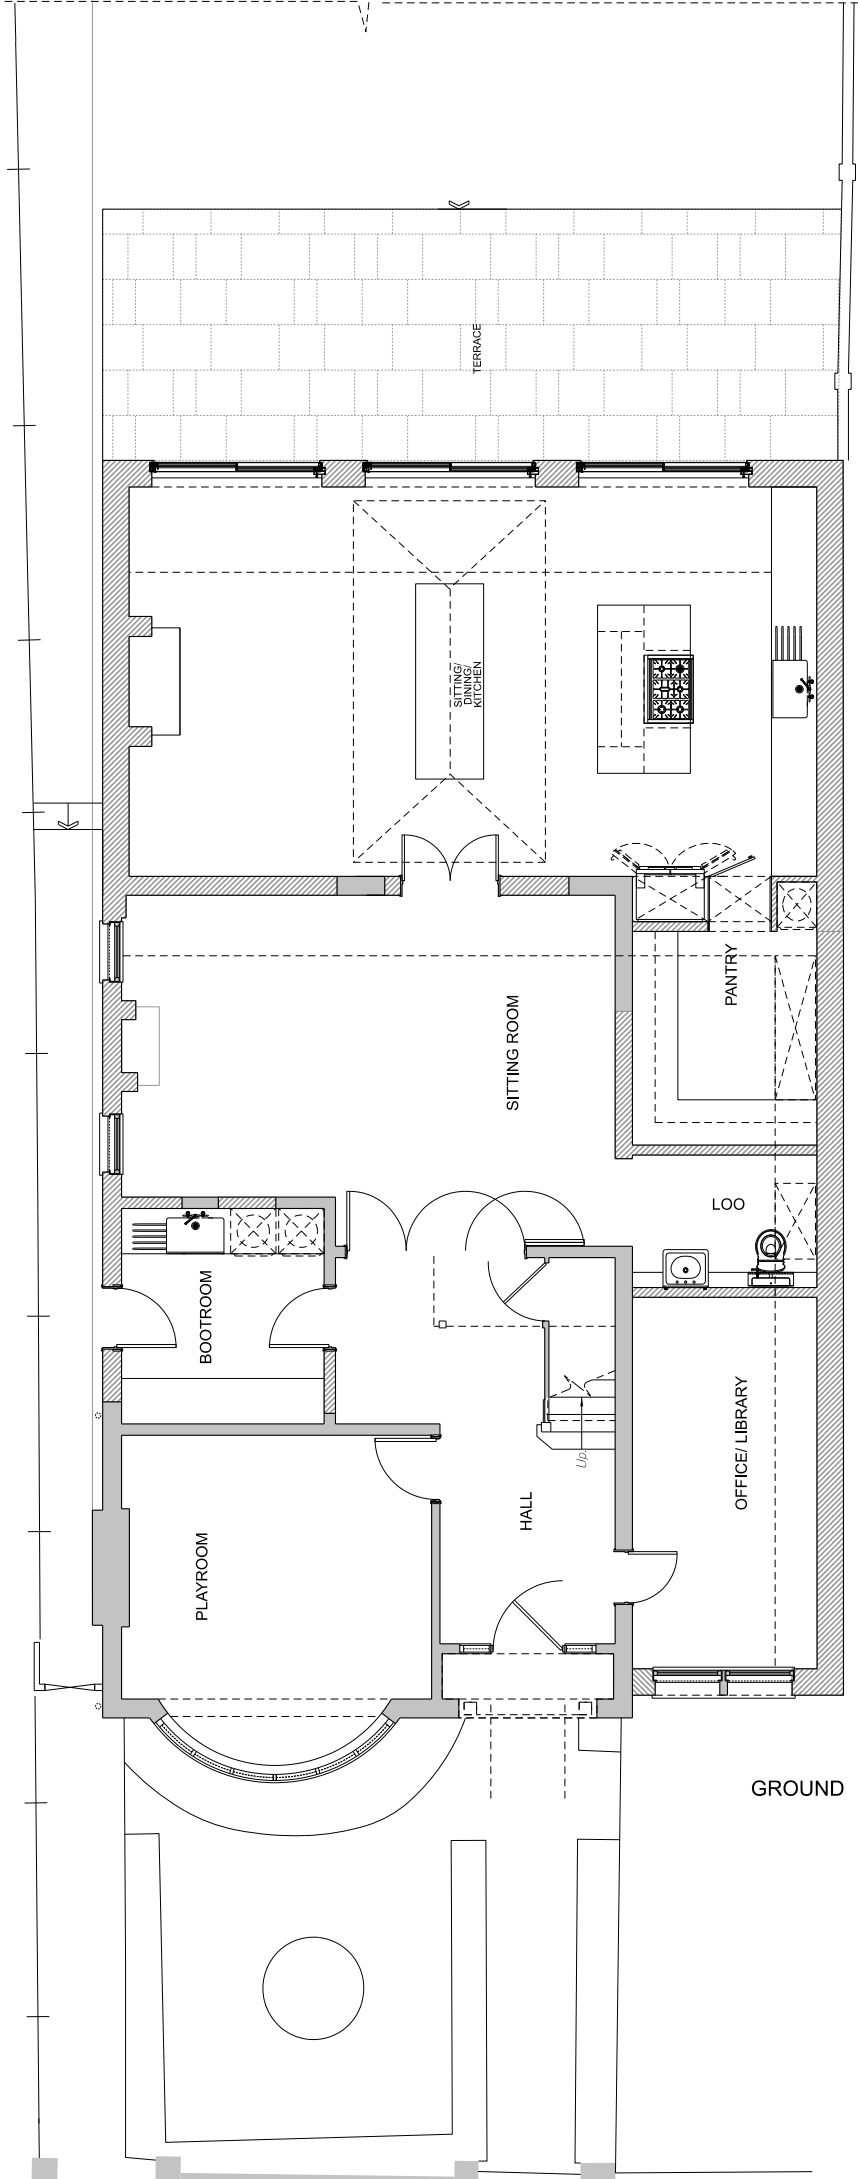 TERRACE
SITTING/
DINING/
KITCHEN
PANTRY
SITTING ROOM
LOO
BOOTROOM
OFFICE/ LIBRARY
Up.
HALL
PLAYROOM
GROUND